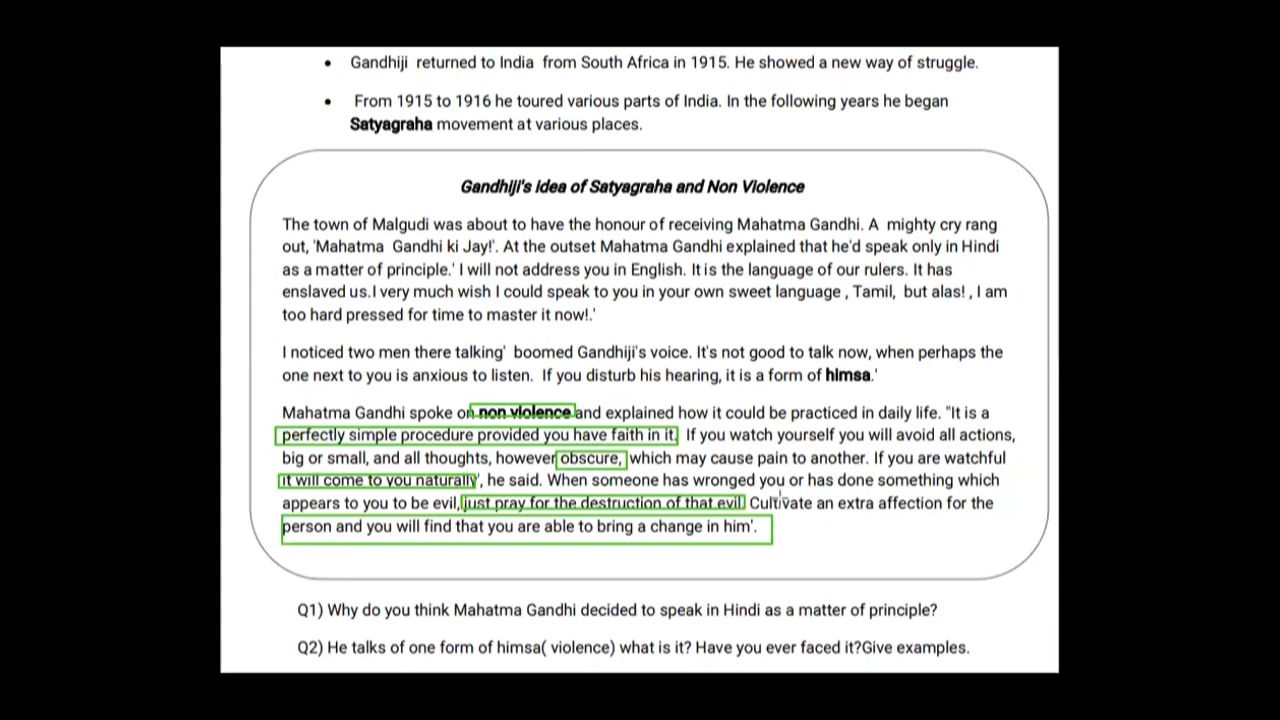 • Gandhiji returned to India from South Africa in 1915. He showed a new way of struggle.
• From 1915 to 1916 he toured various parts of India. In the following years he began
Satyagraha movement at various places.
Gandhiji's idea of Satyagraha and Non Violence
The town of Malgudi was about to have the honour of receiving Mahatma Gandhi. A mighty cry rang
out, 'Mahatma Gandhi ki Jay!'. At the outset Mahatma Gandhi explained that he'd speak only in Hindi
as a matter of principle.' I will not address you in English. It is the language of our rulers. It has
enslaved us.I very much wish I could speak to you in your own sweet language , Tamil, but alas! , I am
too hard pressed for time to master it now!.'
I noticed two men there talking' boomed Gandhiji's voice. It's not good to talk now, when perhaps the
one next to you is anxious to listen. If you disturb his hearing, it is a form of himsa.'
Mahatma Gandhi spoke on non violence and explained how it could be practiced in daily life. "It is a
perfectly simple procedure provided you have faith in it. If you watch yourself you will avoid all actions,
big or small, and all thoughts, however obscure, which may cause pain to another. If you are watchful
it will come to you naturally', he said. When someone has wronged you or has done something which
appears to you to be evil, just pray for the destruction of that evil. Cultivate an extra affection for the
person and you will find that you are able to bring a change in him'.
Q1) Why do you think Mahatma Gandhi decided to speak in Hindi as a matter of principle?
Q2) He talks of one form of himsa( violence) what is it? Have you ever faced it?Give examples.